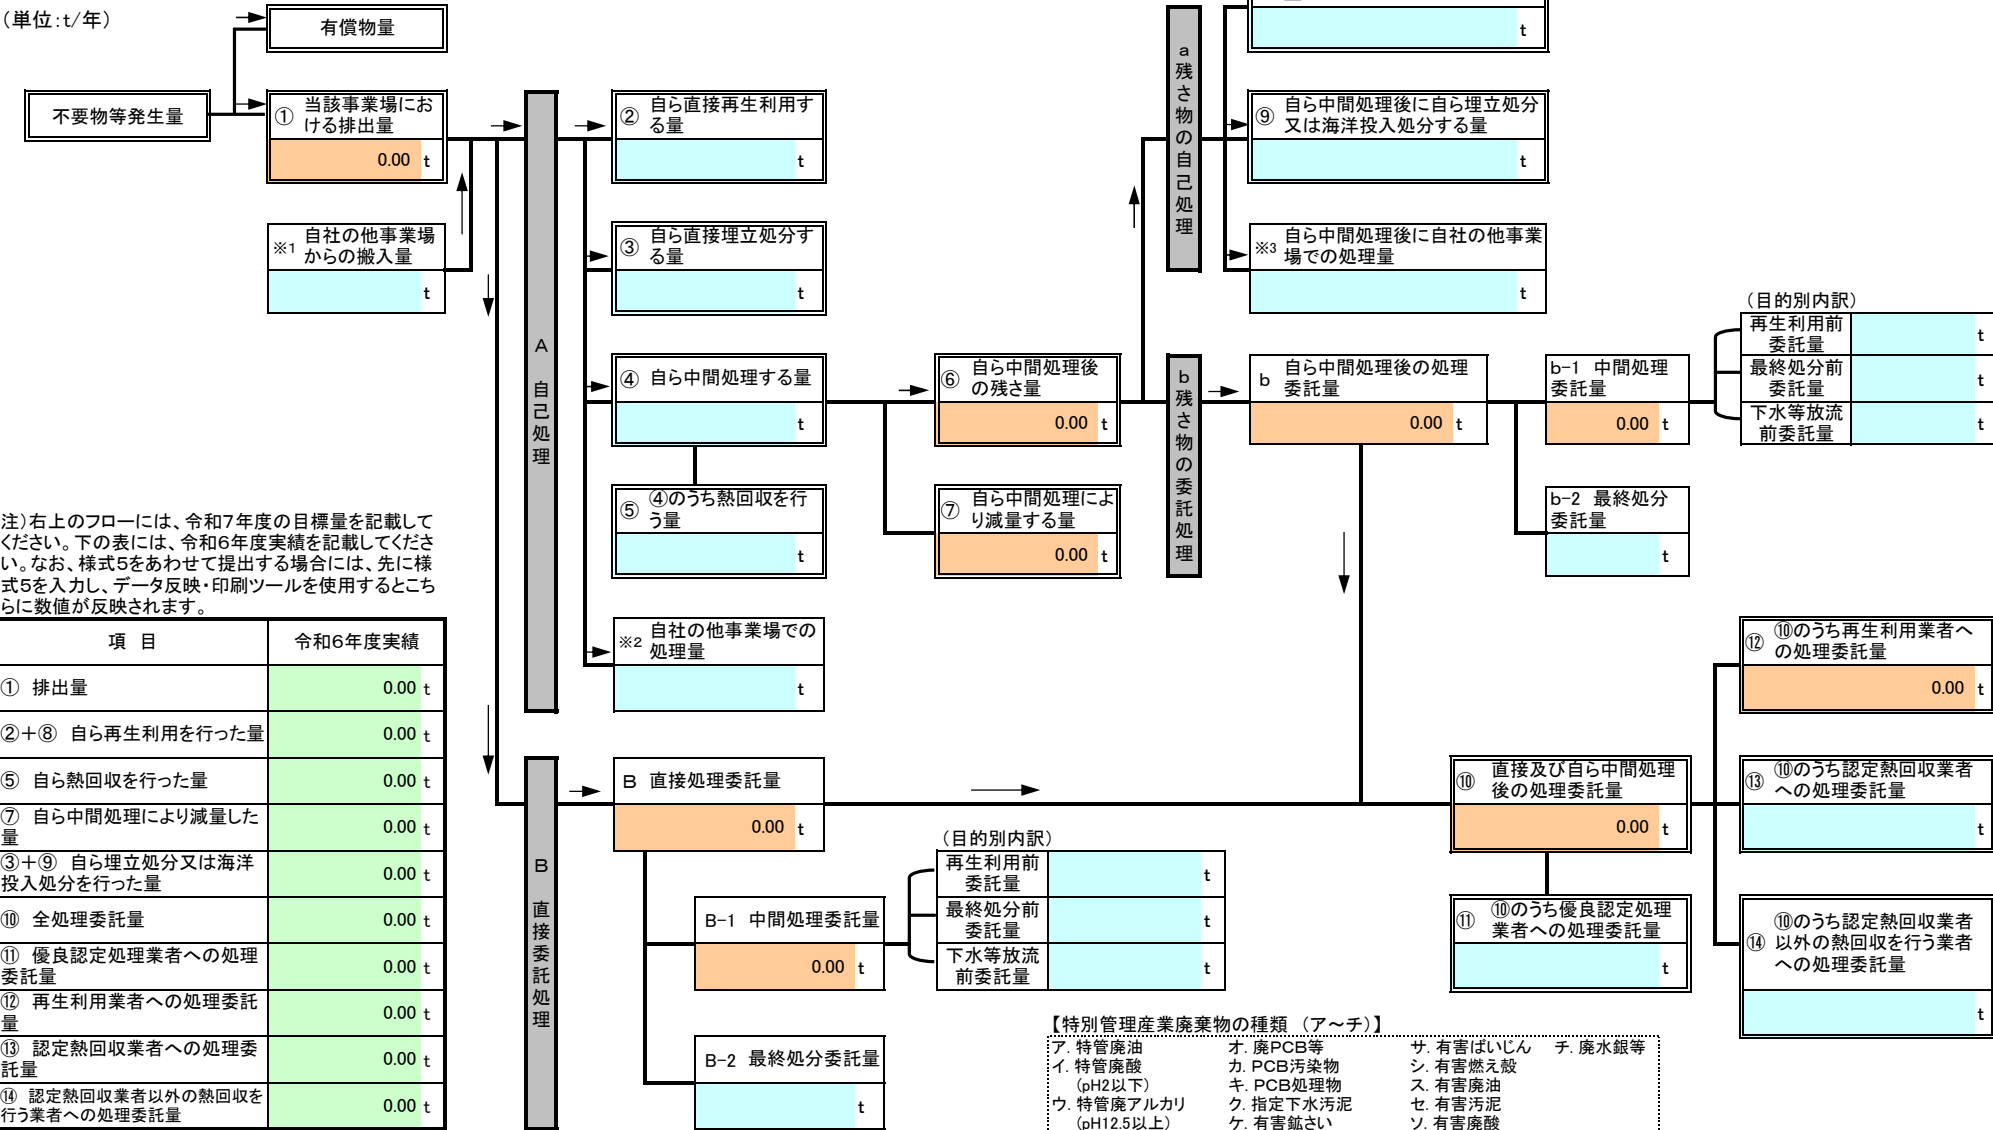 （単位：t/年）
有償物量
不要物等発生量
① 当該事業場にお
ける排出量
0.00 t
※1 自社の他事業場
からの搬入量
t
A 自己処理
② 自ら直接再生利用す
る量
t
③ 自ら直接埋立処分す
る量
t
④ 自ら中間処理する量
t
⑤ ④のうち熱回収を行
う量
t
※2 自社の他事業場での
処理量
t
⑥ 自ら中間処理後
の残さ量
0.00 t
⑦ 自ら中間処理によ
り減量する量
0.00 t
a 残さ物の自己処理
t
⑨ 自ら中間処理後に自ら埋立処分
又は海洋投入処分する量
t
※3 自ら中間処理後に自社の他事業
場での処理量
t
b 残さ物の委託処理
b 自ら中間処理後の処理
委託量
0.00 t
b-1 中間処理
委託量
0.00 t
b-2 最終処分
委託量
t
（目的別内訳）
再生利用前
委託量
t
最終処分前
委託量
t
下水等放流
前委託量
t
注）右上のフローには、令和７年度の目標量を記載して
ください。下の表には、令和６年度実績を記載してくださ
い。なお、様式５をあわせて提出する場合には、先に様
式５を入力し、データ反映・印刷ツールを使用するとこち
らに数値が反映されます。
項 目 令和６年度実績
① 排出量 0.00 t
②＋⑧ 自ら再生利用を行った量 0.00 t
⑤ 自ら熱回収を行った量 0.00 t
⑦ 自ら中間処理により減量した
量 0.00 t
③＋⑨ 自ら埋立処分又は海洋
投入処分を行った量 0.00 t
⑩ 全処理委託量 0.00 t
⑪ 優良認定処理業者への処理
委託量 0.00 t
⑫ 再生利用業者への処理委託
量 0.00 t
⑬ 認定熱回収業者への処理委
託量 0.00 t
⑭ 認定熱回収業者以外の熱回収を
行う業者への処理委託量 0.00 t
B 直接委託処理
B 直接処理委託量
0.00 t
B-1 中間処理委託量
0.00 t
B-2 最終処分委託量
t
（目的別内訳）
再生利用前
委託量
t
最終処分前
委託量
t
下水等放流
前委託量
t
⑩ 直接及び自ら中間処理
後の処理委託量
0.00 t
⑪ ⑩のうち優良認定処理
業者への処理委託量
t
⑫ ⑩のうち再生利用業者へ
の処理委託量
0.00 t
⑬ ⑩のうち認定熱回収業者
への処理委託量
t
⑭ ⑩のうち認定熱回収業者
以外の熱回収を行う業者
への処理委託量
t
【特別管理産業廃棄物の種類 （ア～チ）】
ア. 特管廃油 オ. 廃PCB等 サ. 有害ばいじん チ. 廃水銀等
イ. 特管廃酸 カ. PCB汚染物 シ. 有害燃え殻
（pH2以下） キ. PCB処理物 ス. 有害廃油
ウ. 特管廃アルカリ ク. 指定下水汚泥 セ. 有害汚泥
（pH12.5以上） ケ. 有害鉱さい ソ. 有害廃酸